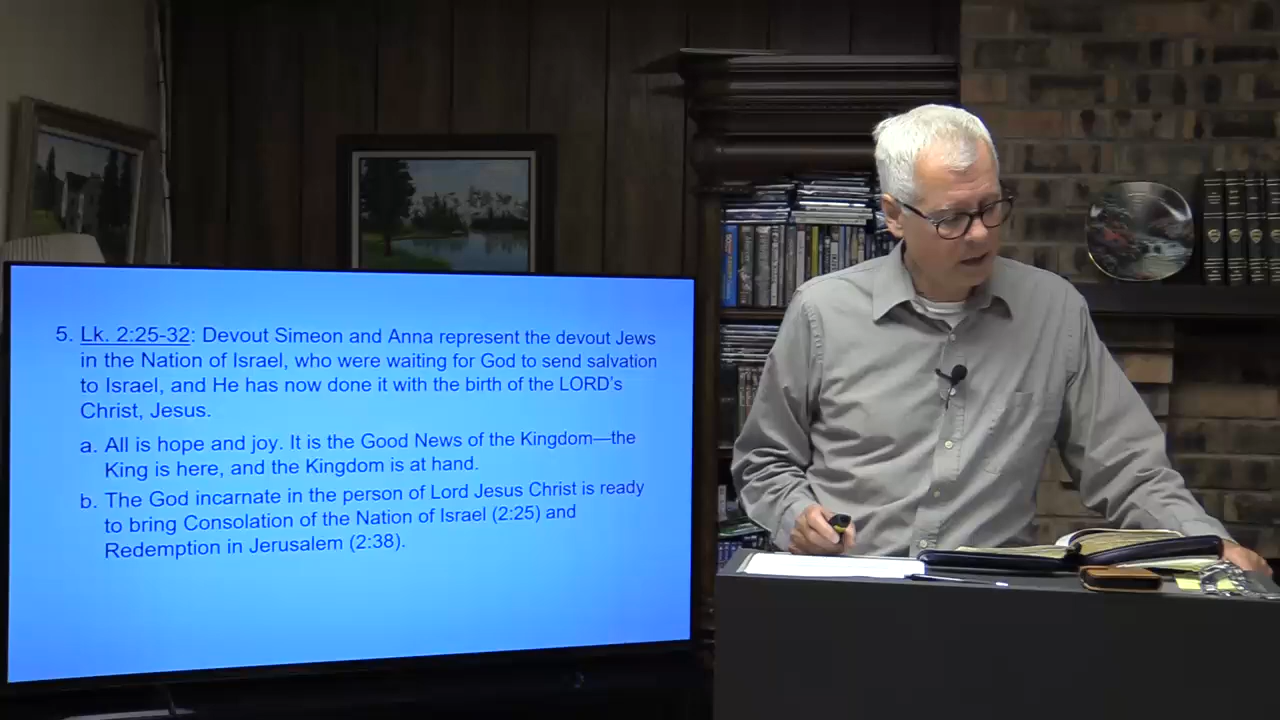 5. Lk. 2:25-32: Devout Simeon and Anna represent the devout Jews
in the Nation of Israel, who were waiting for God to send salvation
to Israel, and He has now done it with the birth of the LORD's
Christ, Jesus.
a. All is hope and joy. It is the Good News of the Kingdom—the
King is here, and the Kingdom is at hand.
b. The God incarnate in the person of Lord Jesus Christ is ready
to bring Consolation of the Nation of Israel (2:25) and
Redemption in Jerusalem (2:38).